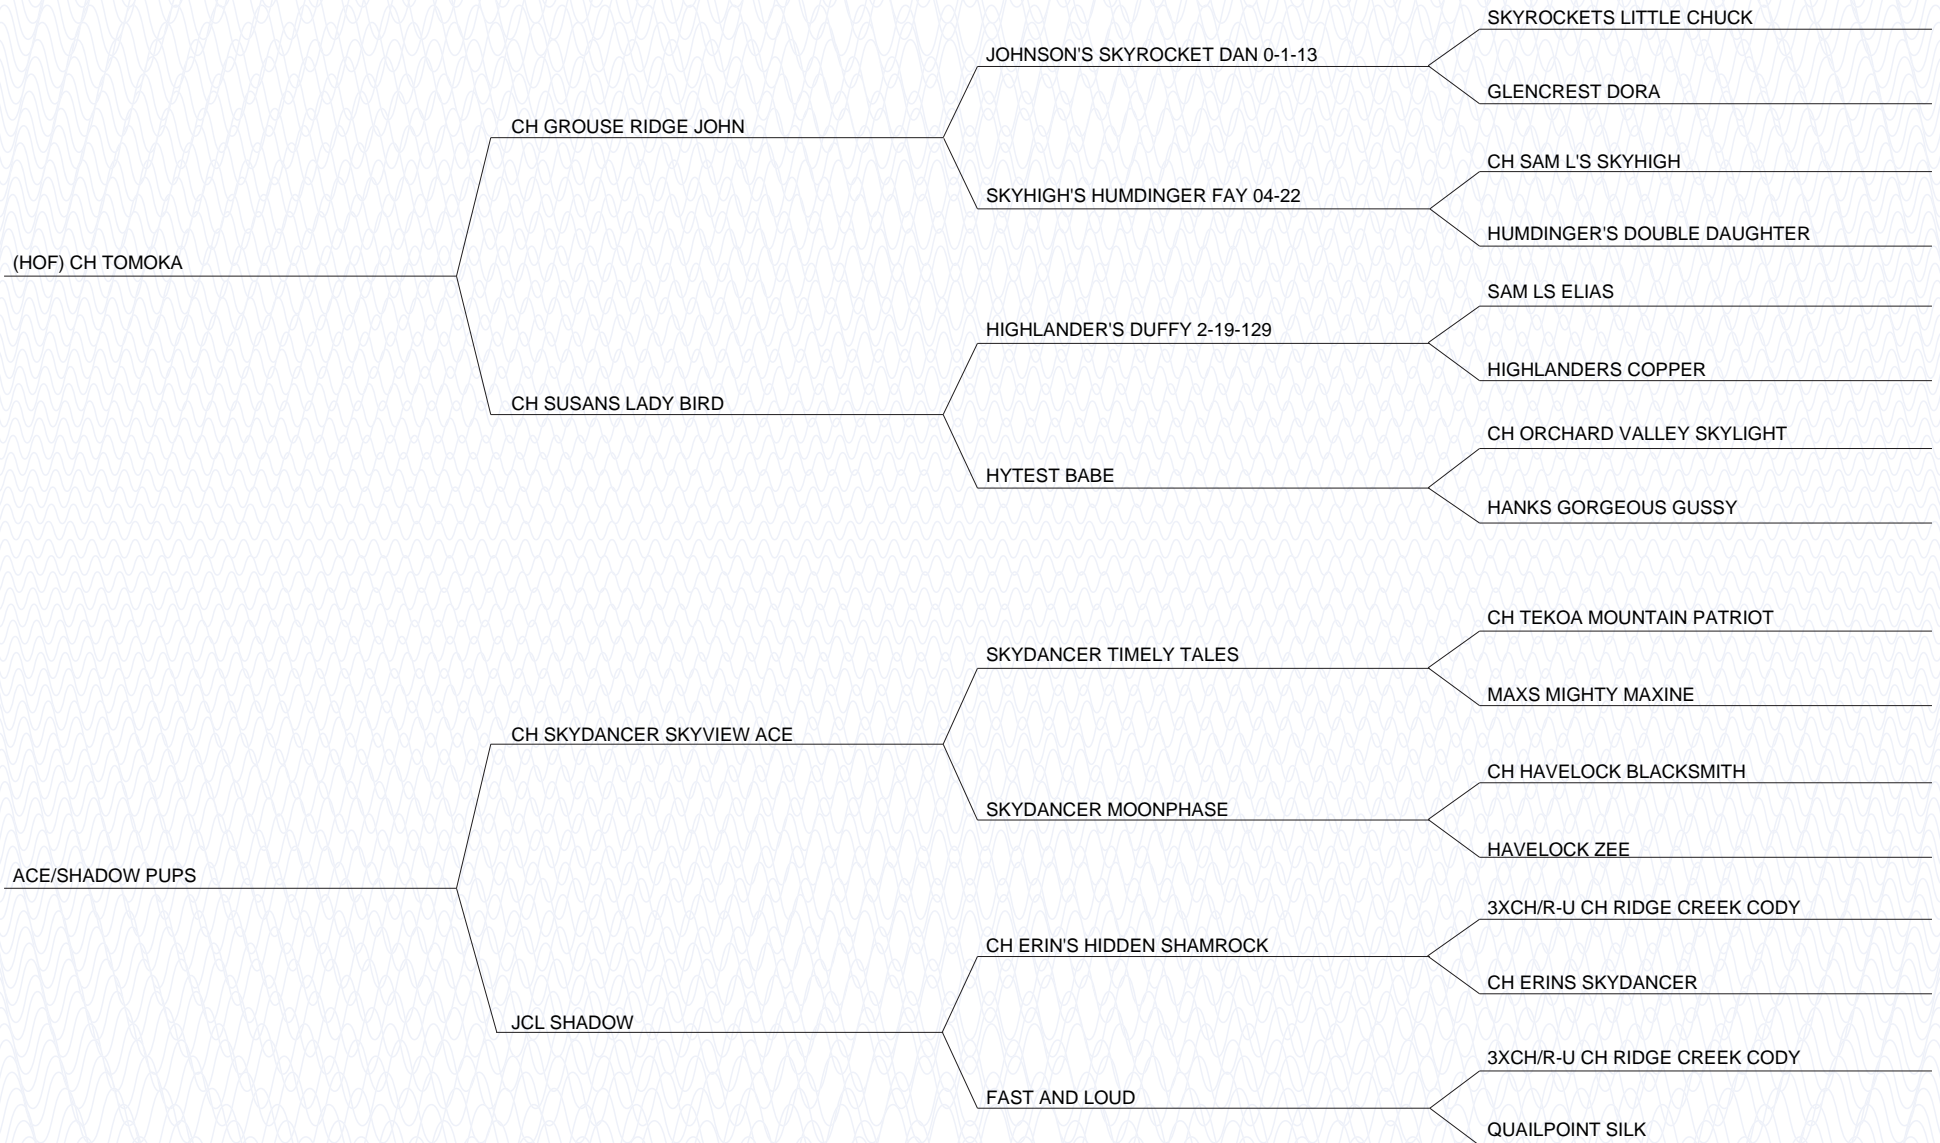 SKYROCKETS LITTLE CHUCK
JOHNSON'S SKYROCKET DAN 0-1-13
GLENCREST DORA
CH GROUSE RIDGE JOHN
CH SAM L'S SKYHIGH
SKYHIGH'S HUMDINGER FAY 04-22
HUMDINGER'S DOUBLE DAUGHTER
(HOF) CH TOMOKA
SAM LS ELIAS
HIGHLANDER'S DUFFY 2-19-129
HIGHLANDERS COPPER
CH SUSANS LADY BIRD
CH ORCHARD VALLEY SKYLIGHT
HYTEST BABE
HANKS GORGEOUS GUSSY
CH TEKOA MOUNTAIN PATRIOT
SKYDANCER TIMELY TALES
MAXS MIGHTY MAXINE
CH SKYDANCER SKYVIEW ACE
CH HAVELOCK BLACKSMITH
SKYDANCER MOONPHASE
HAVELOCK ZEE
ACE/SHADOW PUPS
3XCH/R-U CH RIDGE CREEK CODY
CH ERIN'S HIDDEN SHAMROCK
CH ERINS SKYDANCER
JCL SHADOW
3XCH/R-U CH RIDGE CREEK CODY
FAST AND LOUD
QUAILPOINT SILK